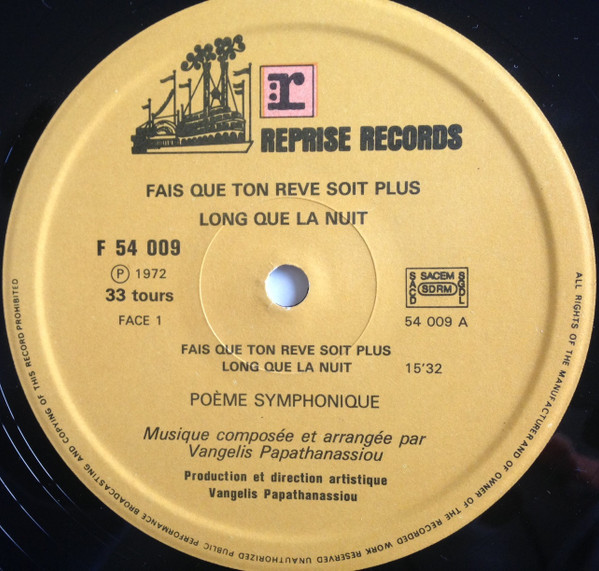 r
REPRISE RECORDS
FAIS QUE TON REVE SOIT PLUS
LONG QUE LA NUIT
F 54 009
Ⓟ 1972
33 tours
FACE 1
SACD SACEM SDRM SGDL
54 009 A
FAIS QUE TON REVE SOIT PLUS
LONG QUE LA NUIT 15'32
POÈME SYMPHONIQUE
Musique composée et arrangée par
Vangelis Papathanassiou
Production et direction artistique
Vangelis Papathanassiou
ALL RIGHTS OF THE MANUFACTURER AND OF OWNER OF THE RECORDED WORK RESERVED UNAUTHORIZED PUBLIC PERFORMANCE BROADCASTING AND COPYING OF THIS RECORD PROHIBITED